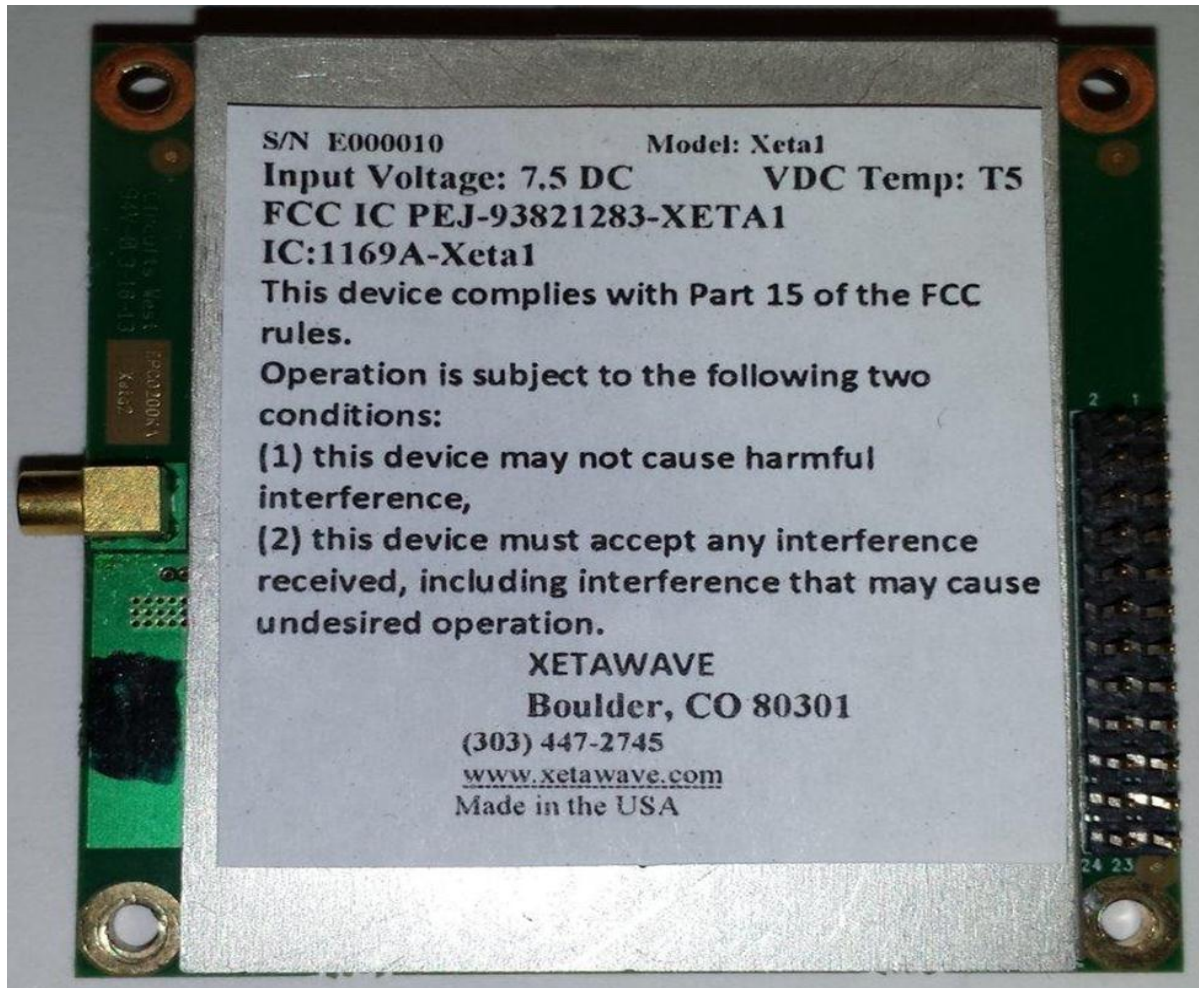 S/N E000010 Model: Xeta1
Input Voltage: 7.5 DC VDC Temp: T5
FCC IC PEJ-93821283-XETA1
IC:1169A-Xeta1
This device complies with Part 15 of the FCC
rules.
Operation is subject to the following two
conditions:
(1) this device may not cause harmful
interference,
(2) this device must accept any interference
received, including interference that may cause
undesired operation.
XETAWAVE
Boulder, CO 80301
(303) 447-2745
www.xetawave.com
Made in the USA
Circuits West
2 1
24 23